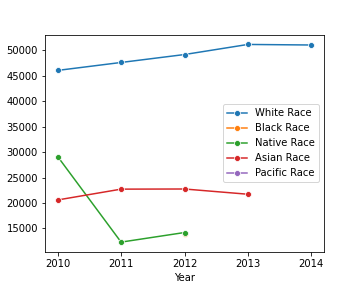 50000
45000
40000
35000
30000
25000
20000
15000
White Race
Black Race
Native Race
Asian Race
Pacific Race
2010 2011 2012 2013 2014
Year